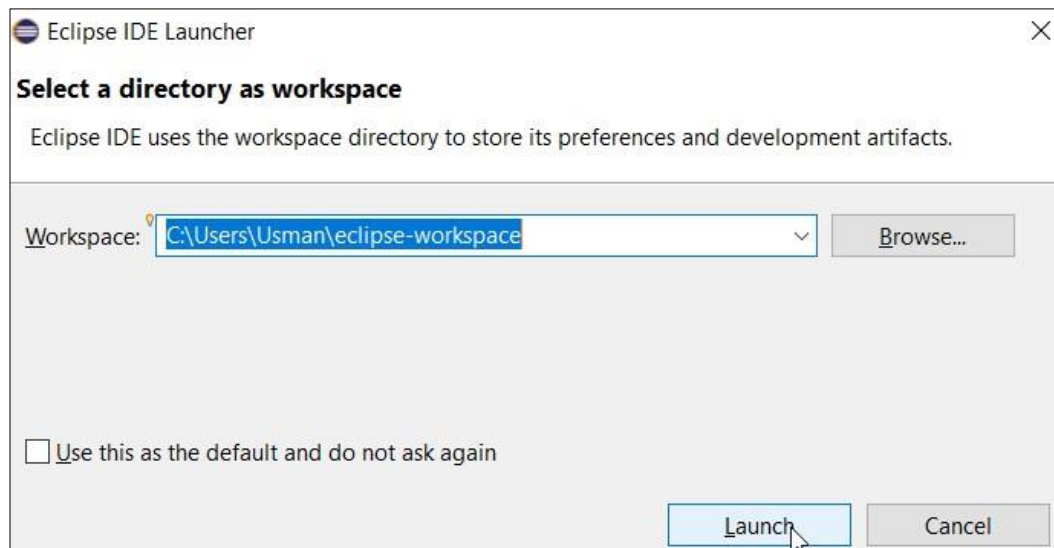 Eclipse IDE Launcher
Select a directory as workspace
Eclipse IDE uses the workspace directory to store its preferences and development artifacts.
Workspace: C:\Users\Usman\eclipse-workspace Browse...
Use this as the default and do not ask again
Launch Cancel